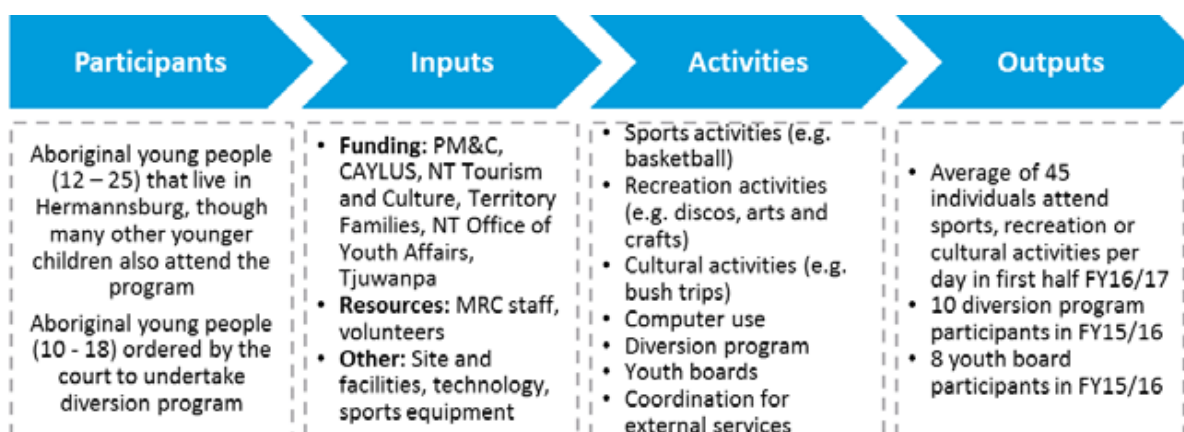 Participants
Inputs
Activities
Outputs
Aboriginal young people
(12 – 25) that live in
Hermannsburg, though
many other younger
children also attend the
program
Aboriginal young people
(10 - 18) ordered by the
court to undertake
diversion program
• Funding: PM&C,
CAYLUS, NT Tourism
and Culture, Territory
Families, NT Office of
Youth Affairs,
Tjuwanpa
• Resources: MRC staff,
volunteers
• Other: Site and
facilities, technology,
sports equipment
• Sports activities (e.g.
basketball)
• Recreation activities
(e.g. discos, arts and
crafts)
• Cultural activities (e.g.
bush trips)
• Computer use
• Diversion program
• Youth boards
• Coordination for
external services
• Average of 45
individuals attend
sports, recreation or
cultural activities per
day in first half FY16/17
• 10 diversion program
participants in FY15/16
• 8 youth board
participants in FY15/16